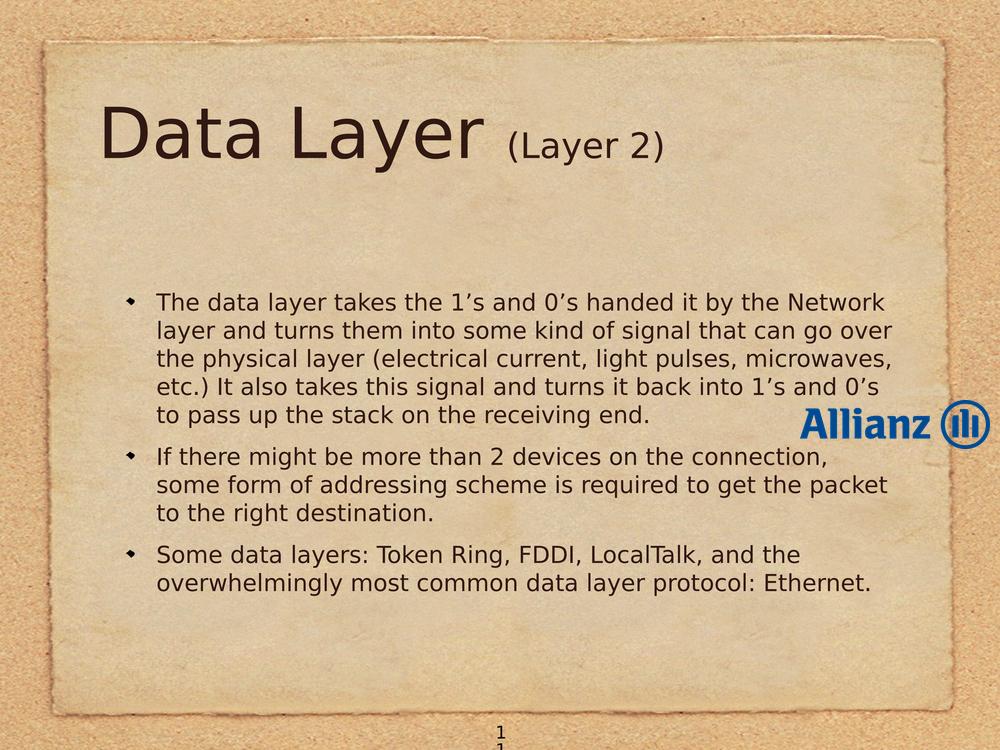 Data Layer (Layer 2)
The data layer takes the 1’s and 0’s handed it by the Network
layer and turns them into some kind of signal that can go over
the physical layer (electrical current, light pulses, microwaves,
etc.) It also takes this signal and turns it back into 1’s and 0’s
to pass up the stack on the receiving end.
Allianz
If there might be more than 2 devices on the connection,
some form of addressing scheme is required to get the packet
to the right destination.
Some data layers: Token Ring, FDDI, LocalTalk, and the
overwhelmingly most common data layer protocol: Ethernet.
1
1